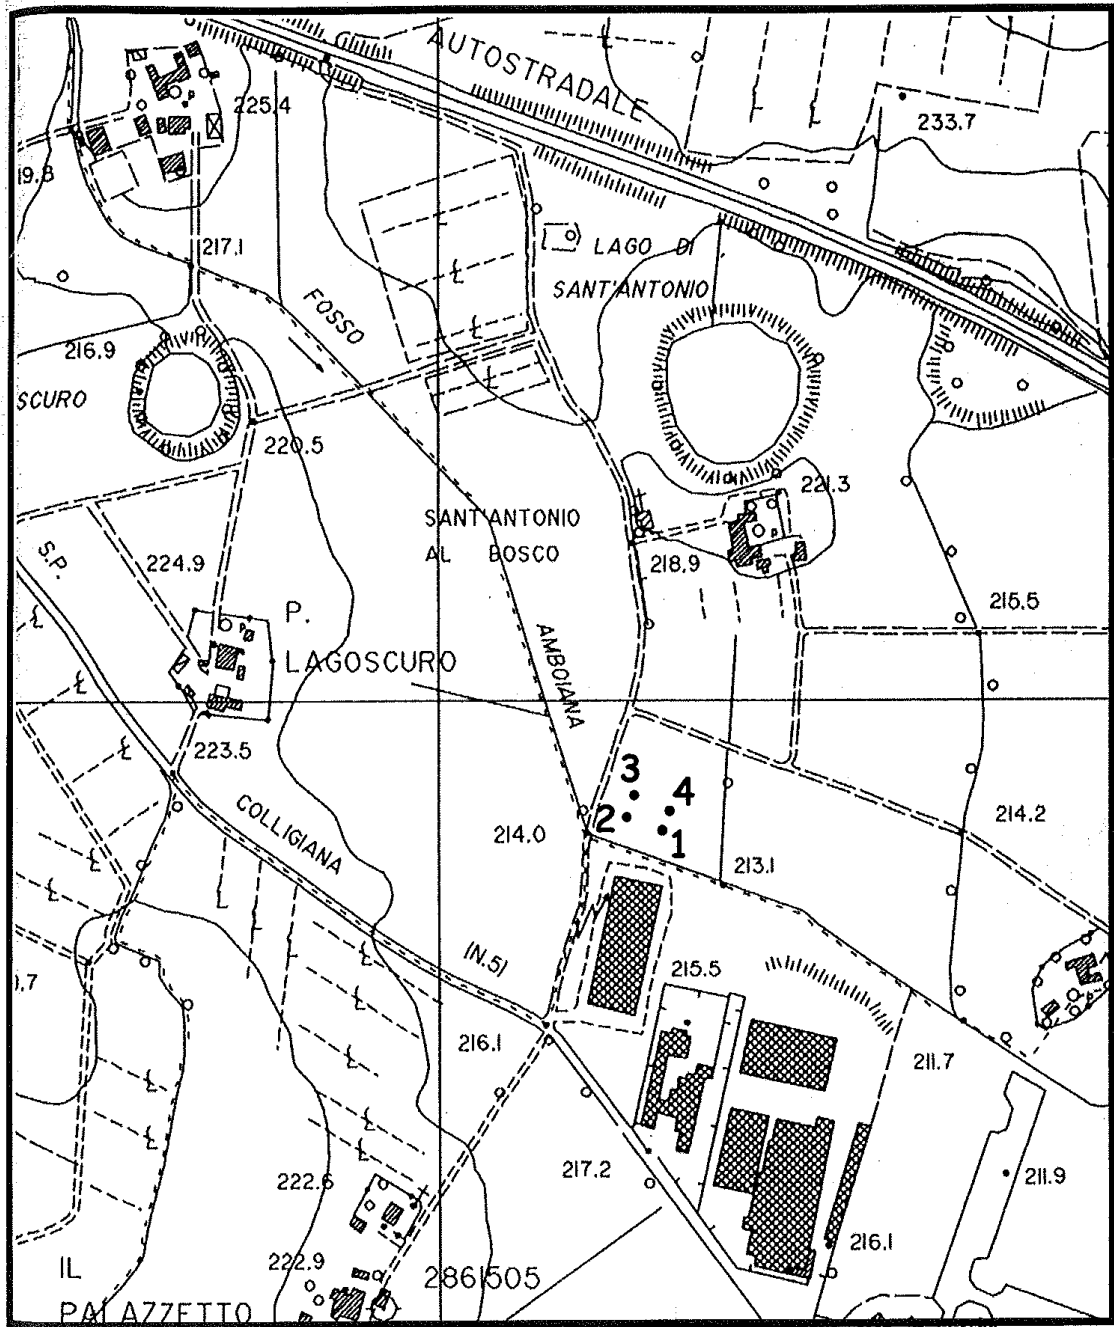 AUTOSTRADALE
225.4
233.7
19.8
217.1
LAGO DI
SANT'ANTONIO
FOSSO
216.9
SCURO
220.5
221.3
SANT'ANTONIO
AL BOSCO
S.P.
224.9
218.9
215.5
P.
LAGOSCURO
AMBOIANA
223.5
3
4
2
1
COLLIGIANA
214.0
214.2
213.1
(N.5)
215.5
1.7
216.1
211.7
217.2
211.9
222.6
216.1
222.9
2861505
IL
PALAZZETTO